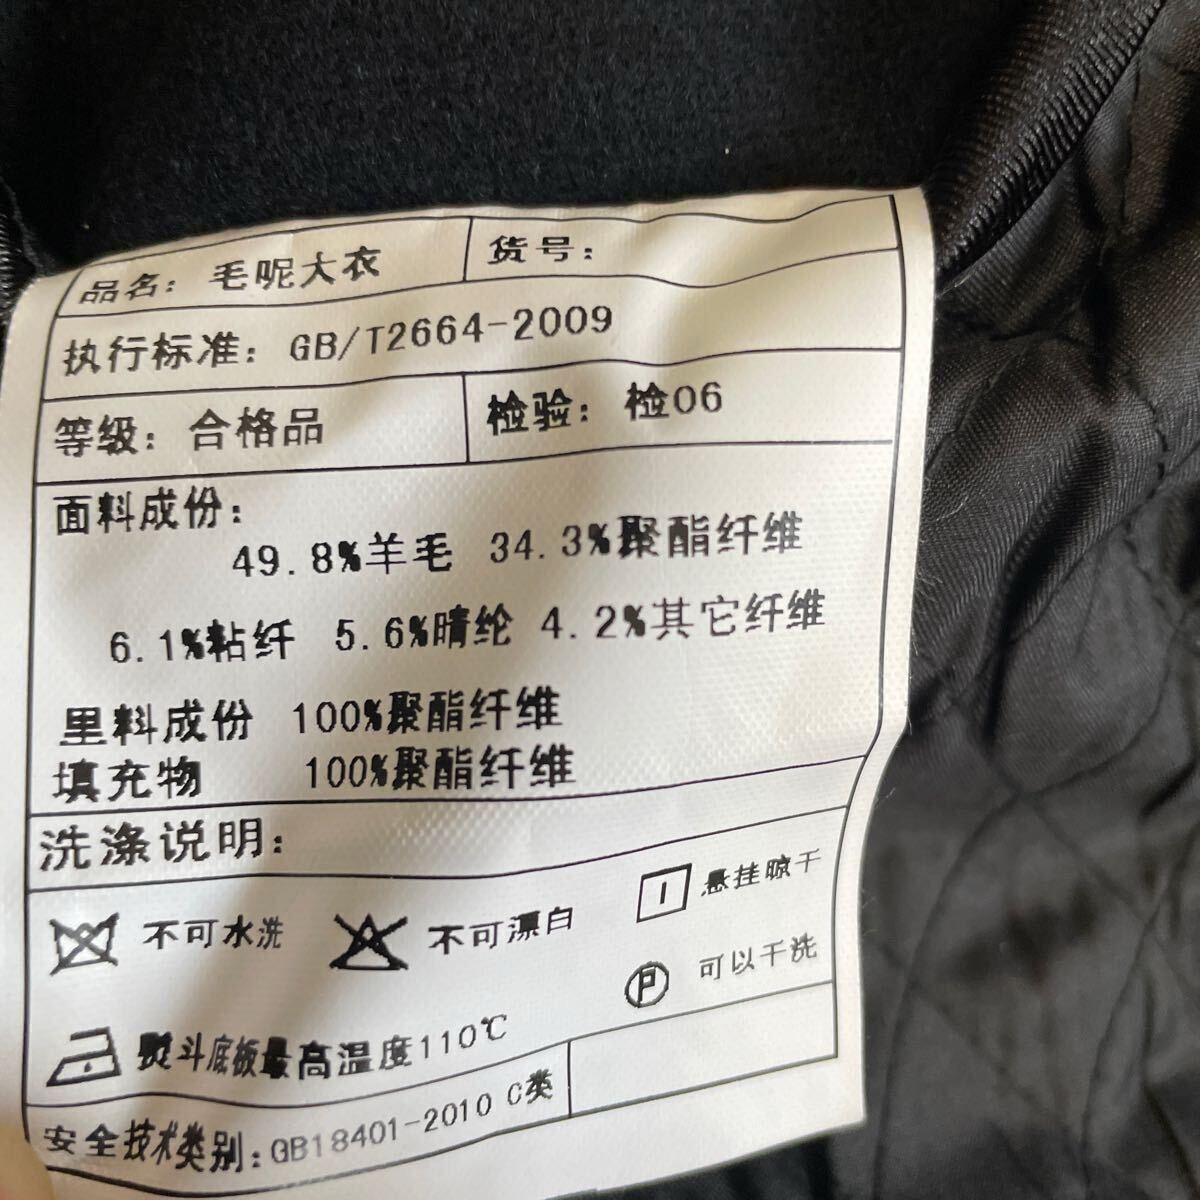 品名：毛呢大衣 货号：
执行标准：GB/T2664-2009
等级：合格品 检验：检06
面料成份：
49.8%羊毛 34.3%聚酯纤维
6.1%粘纤 5.6%晴纶 4.2%其它纤维
里料成份 100%聚酯纤维
填充物 100%聚酯纤维
洗涤说明：
不可水洗 不可漂白 悬挂晾干
P 可以干洗
熨斗底板最高温度110℃
安全技术类别：GB18401-2010 C类